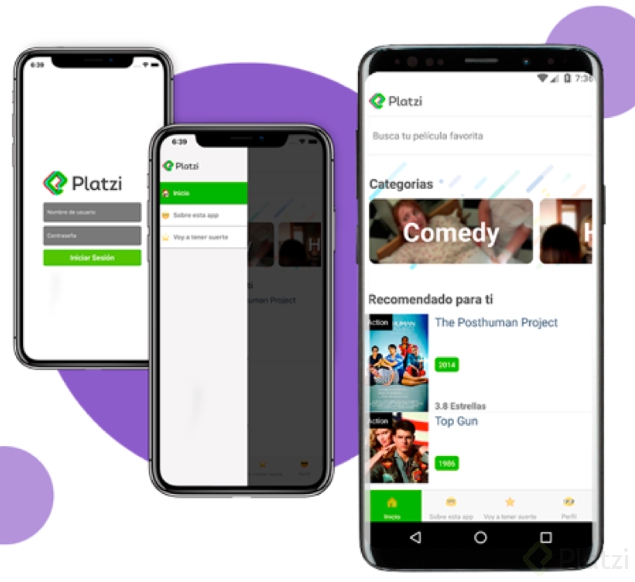 6:39
Platzi
Nombre de usuario
Contraseña
Iniciar Sesión
6:39
Platzi
Inicio
Sobre esta app
Voy a tener suerte
H
uman Project
Perfil
7:36
Platzi
Busca tu película favorita
Categorias
Comedy
H
Recomendado para ti
Action
HUMAN
The Posthuman Project
2014
3.8 Estrellas
Action
Top Gun
1986
Inicio
Sobre esta app
Voy a tener suerte
Perfil
Platzi